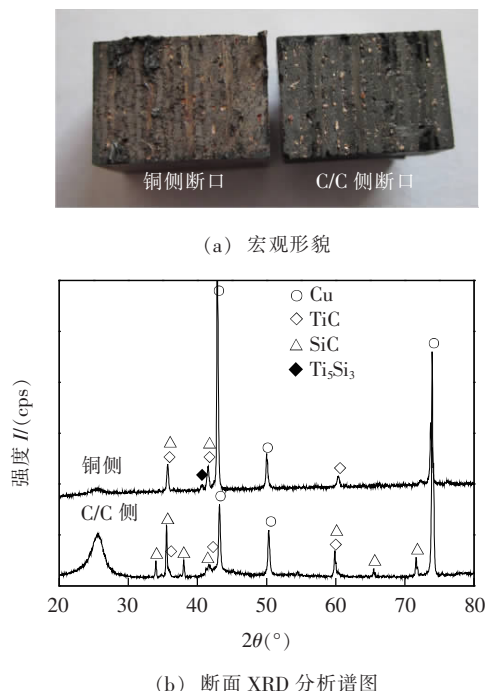 铜侧断口
C/C 侧断口
(a) 宏观形貌
Cu
TiC
SiC
Ti₅Si₃
强度 I/(cps)
铜侧
C/C 侧
20 30 40 50 60 70 80
2θ(°)
(b) 断面 XRD 分析谱图